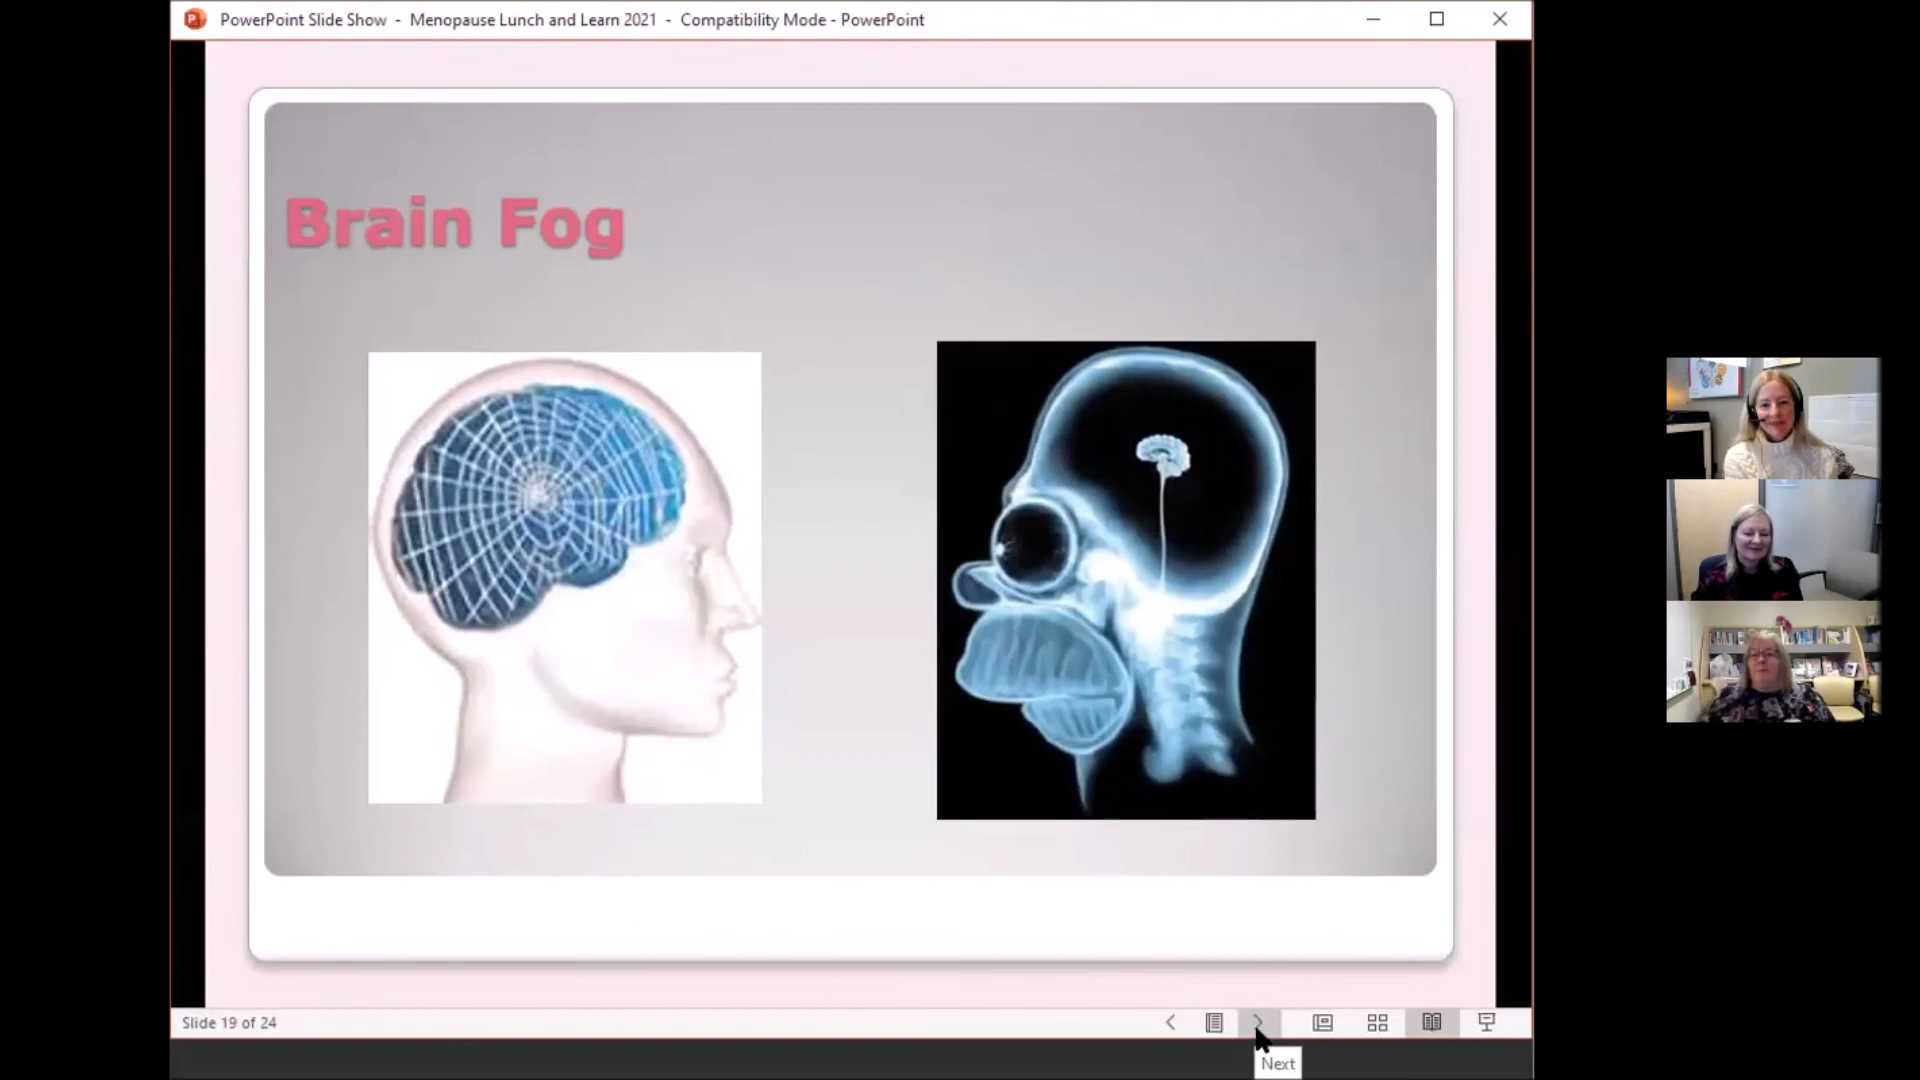 PowerPoint Slide Show - Menopause Lunch and Learn 2021 - Compatibility Mode - PowerPoint
Brain Fog
Slide 19 of 24
Next